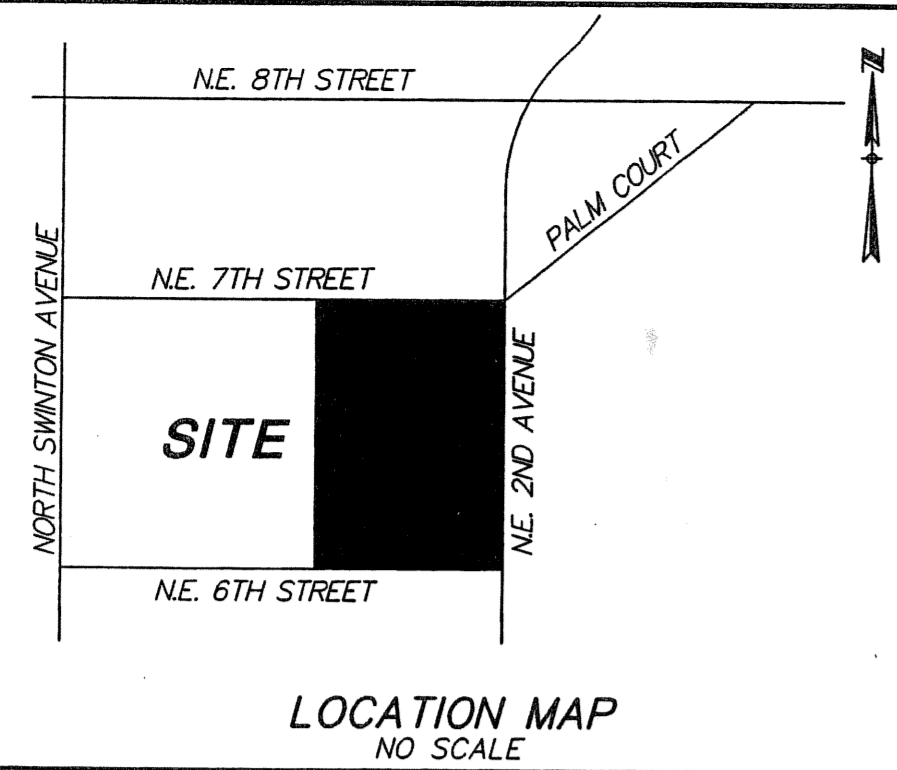 N
N.E. 8TH STREET
PALM COURT
NORTH SWINTON AVENUE
N.E. 7TH STREET
N.E. 2ND AVENUE
SITE
N.E. 6TH STREET
LOCATION MAP
NO SCALE